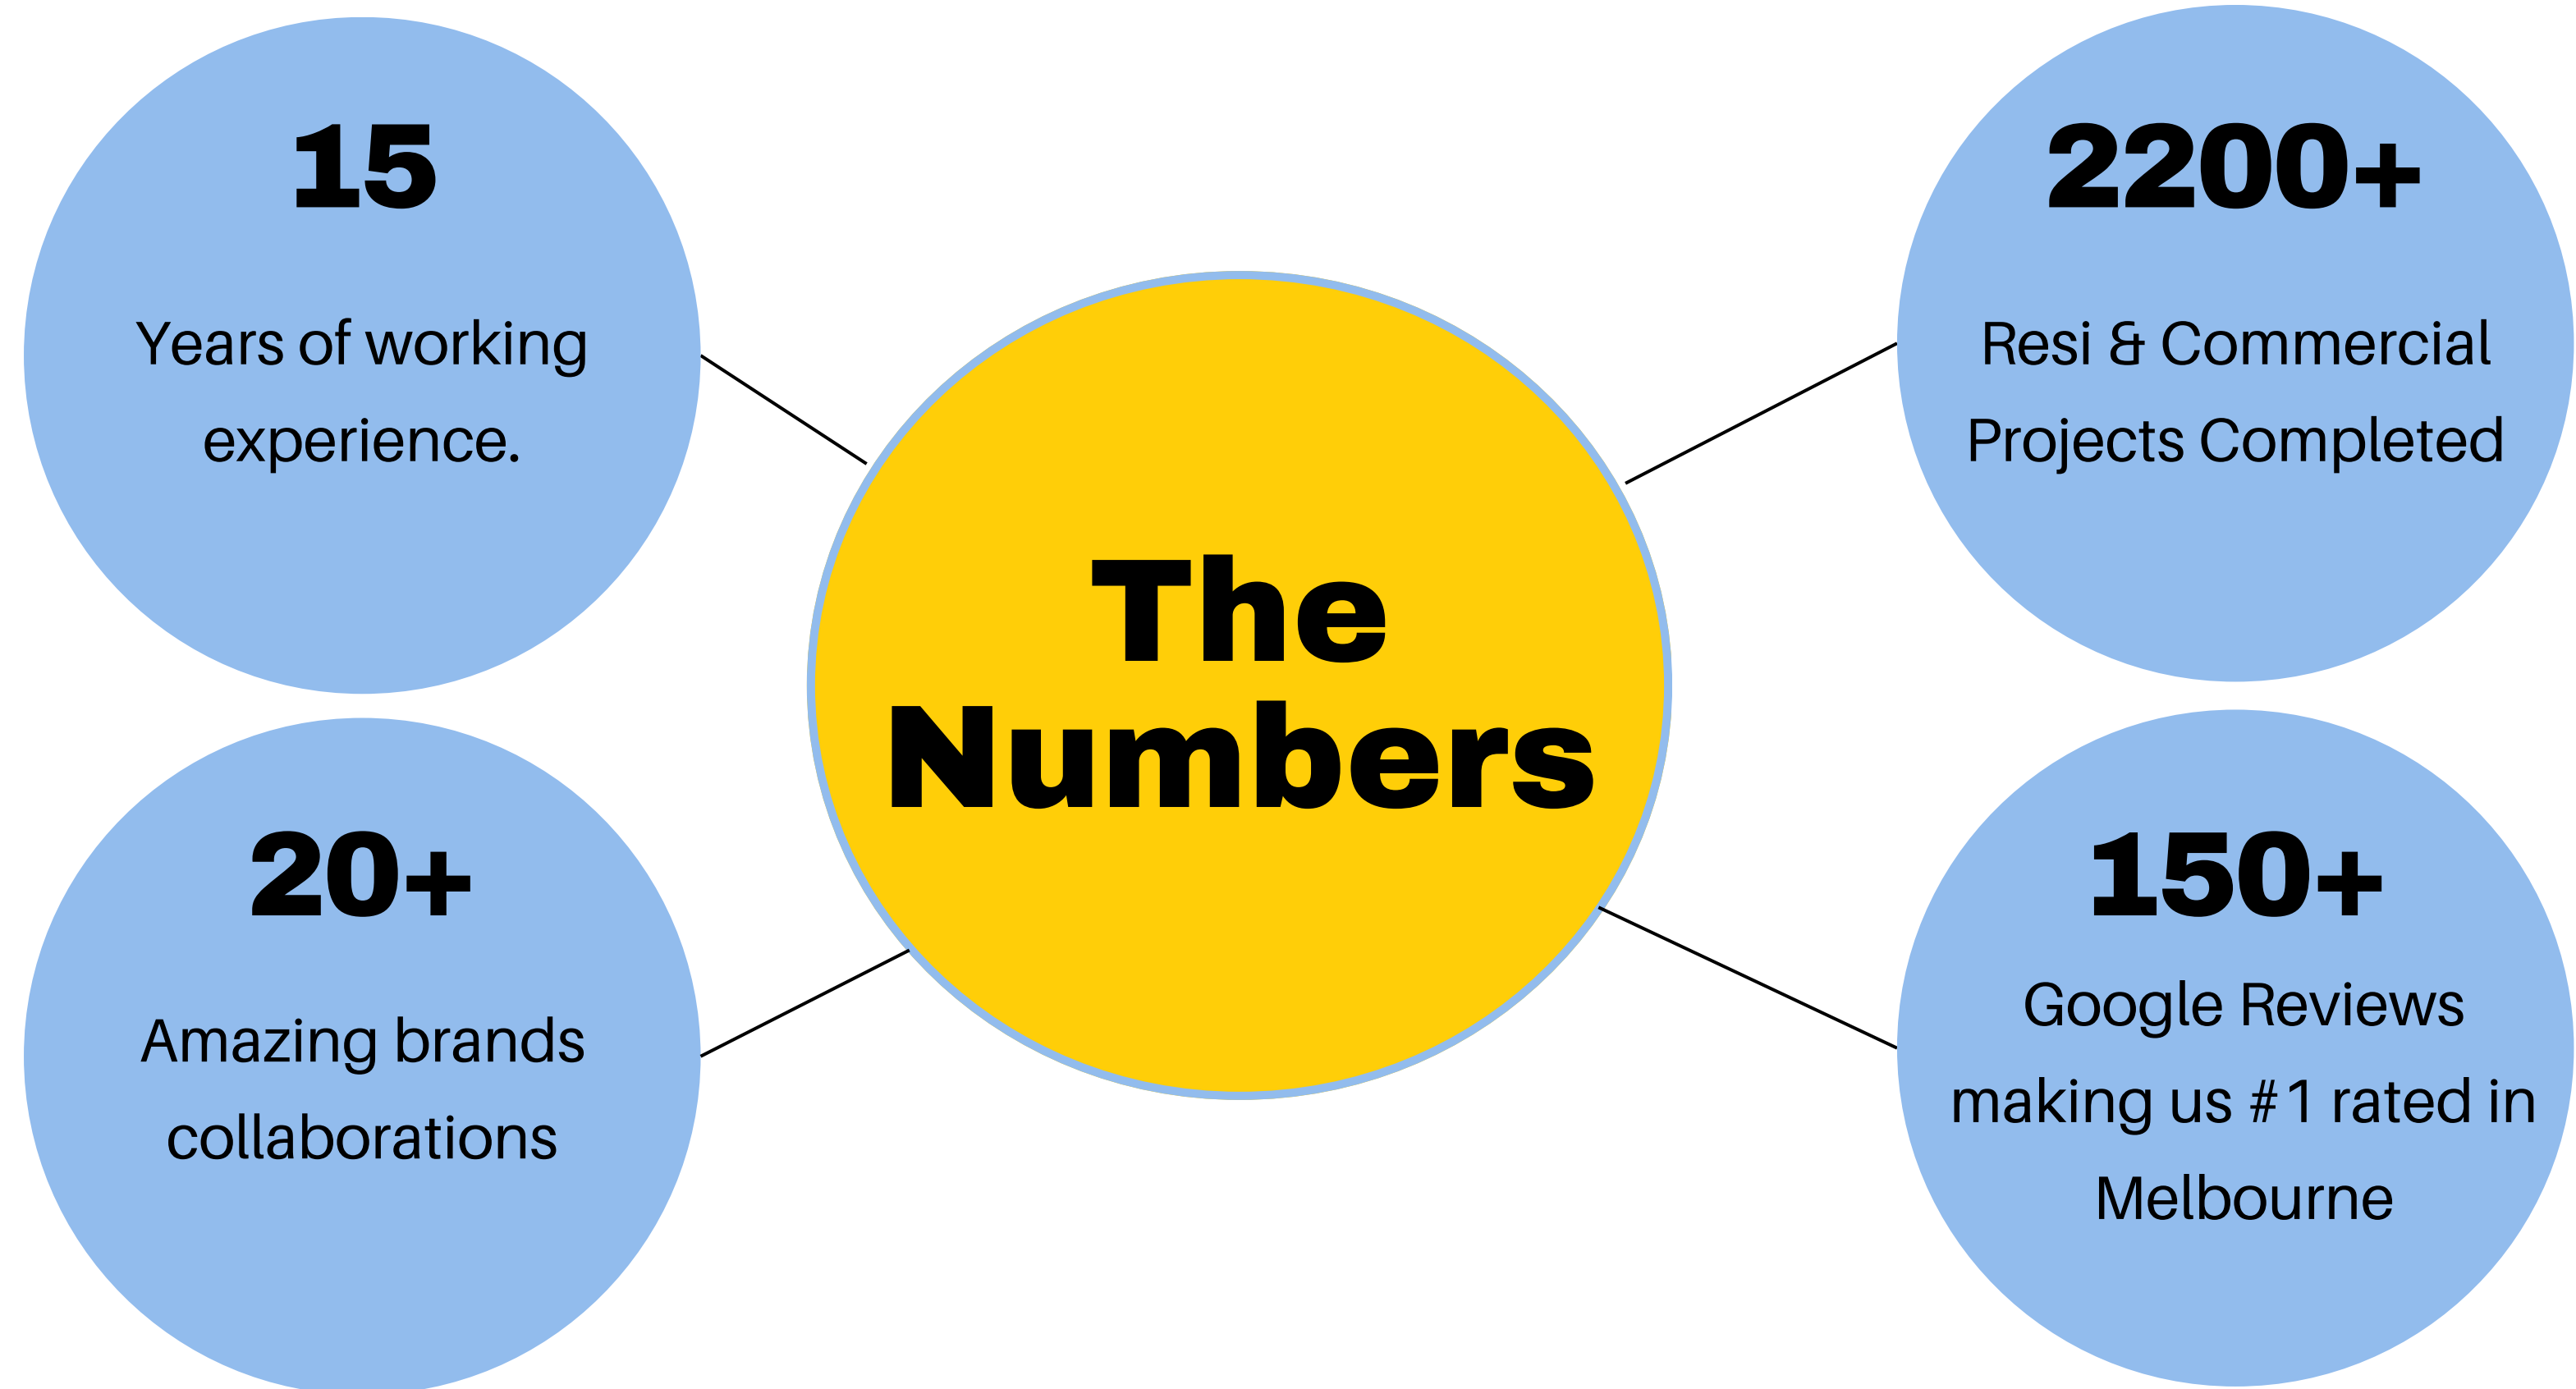 15
Years of working
experience.
2200+
Resi & Commercial
Projects Completed
The
Numbers
20+
Amazing brands
collaborations
150+
Google Reviews
making us #1 rated in
Melbourne